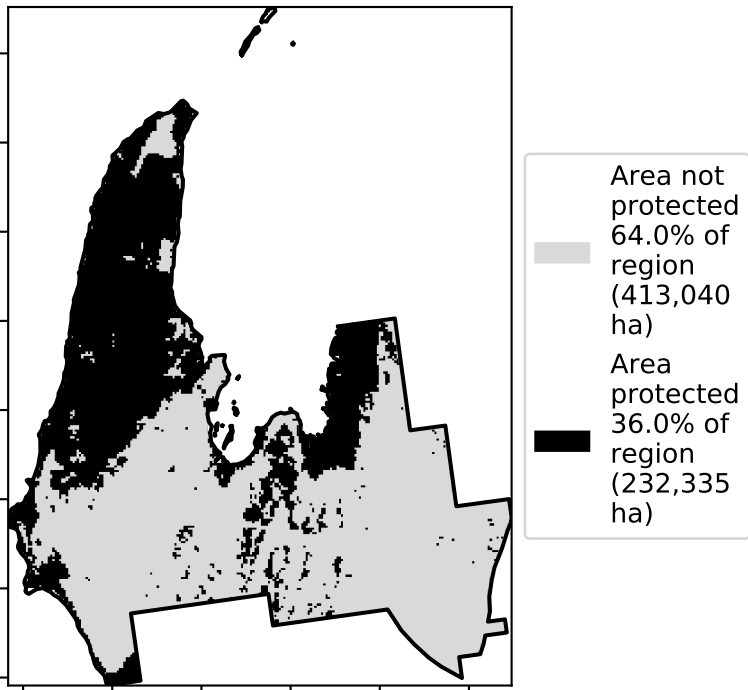 Area not
protected
64.0% of
region
(413,040
ha)
Area
protected
36.0% of
region
(232,335
ha)